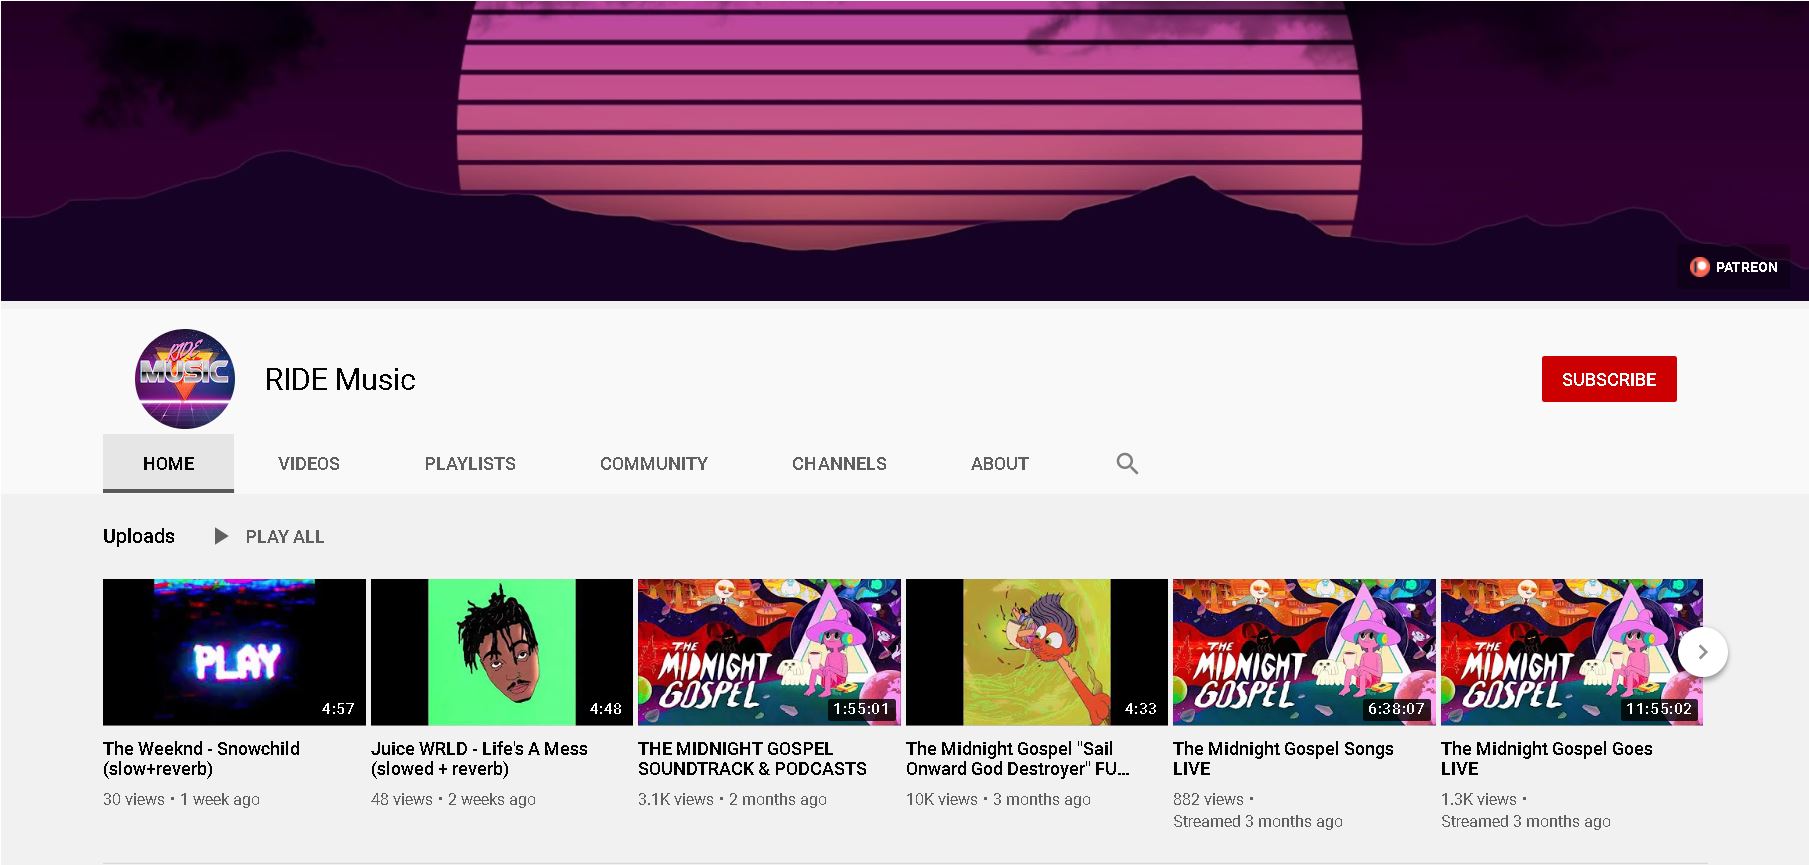 PATREON
RIDE
MUSIC
RIDE Music
SUBSCRIBE
HOME VIDEOS PLAYLISTS COMMUNITY CHANNELS ABOUT
Uploads PLAY ALL
PLAY
4:57
The Weeknd - Snowchild
(slow+reverb)
30 views • 1 week ago
4:48
Juice WRLD - Life's A Mess
(slowed + reverb)
48 views • 2 weeks ago
THE
MIDNIGHT
GOSPEL
1:55:01
THE MIDNIGHT GOSPEL
SOUNDTRACK & PODCASTS
3.1K views • 2 months ago
4:33
The Midnight Gospel "Sail
Onward God Destroyer" FU...
10K views • 3 months ago
THE
MIDNIGHT
GOSPEL
6:38:07
The Midnight Gospel Songs
LIVE
882 views •
Streamed 3 months ago
THE
MIDNIGHT
GOSPEL
11:55:02
The Midnight Gospel Goes
LIVE
1.3K views •
Streamed 3 months ago